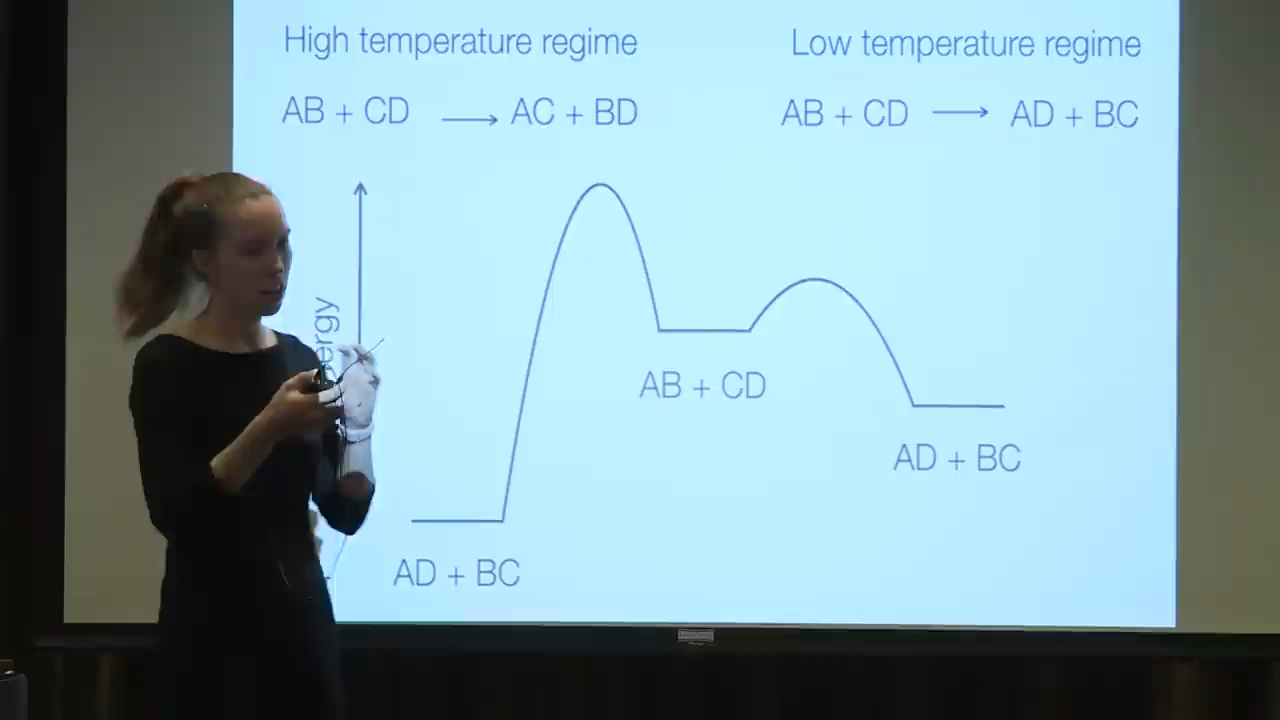 High temperature regime
Low temperature regime
AB + CD ⟶ AC + BD
AB + CD ⟶ AD + BC
AB + CD
AD + BC
AD + BC